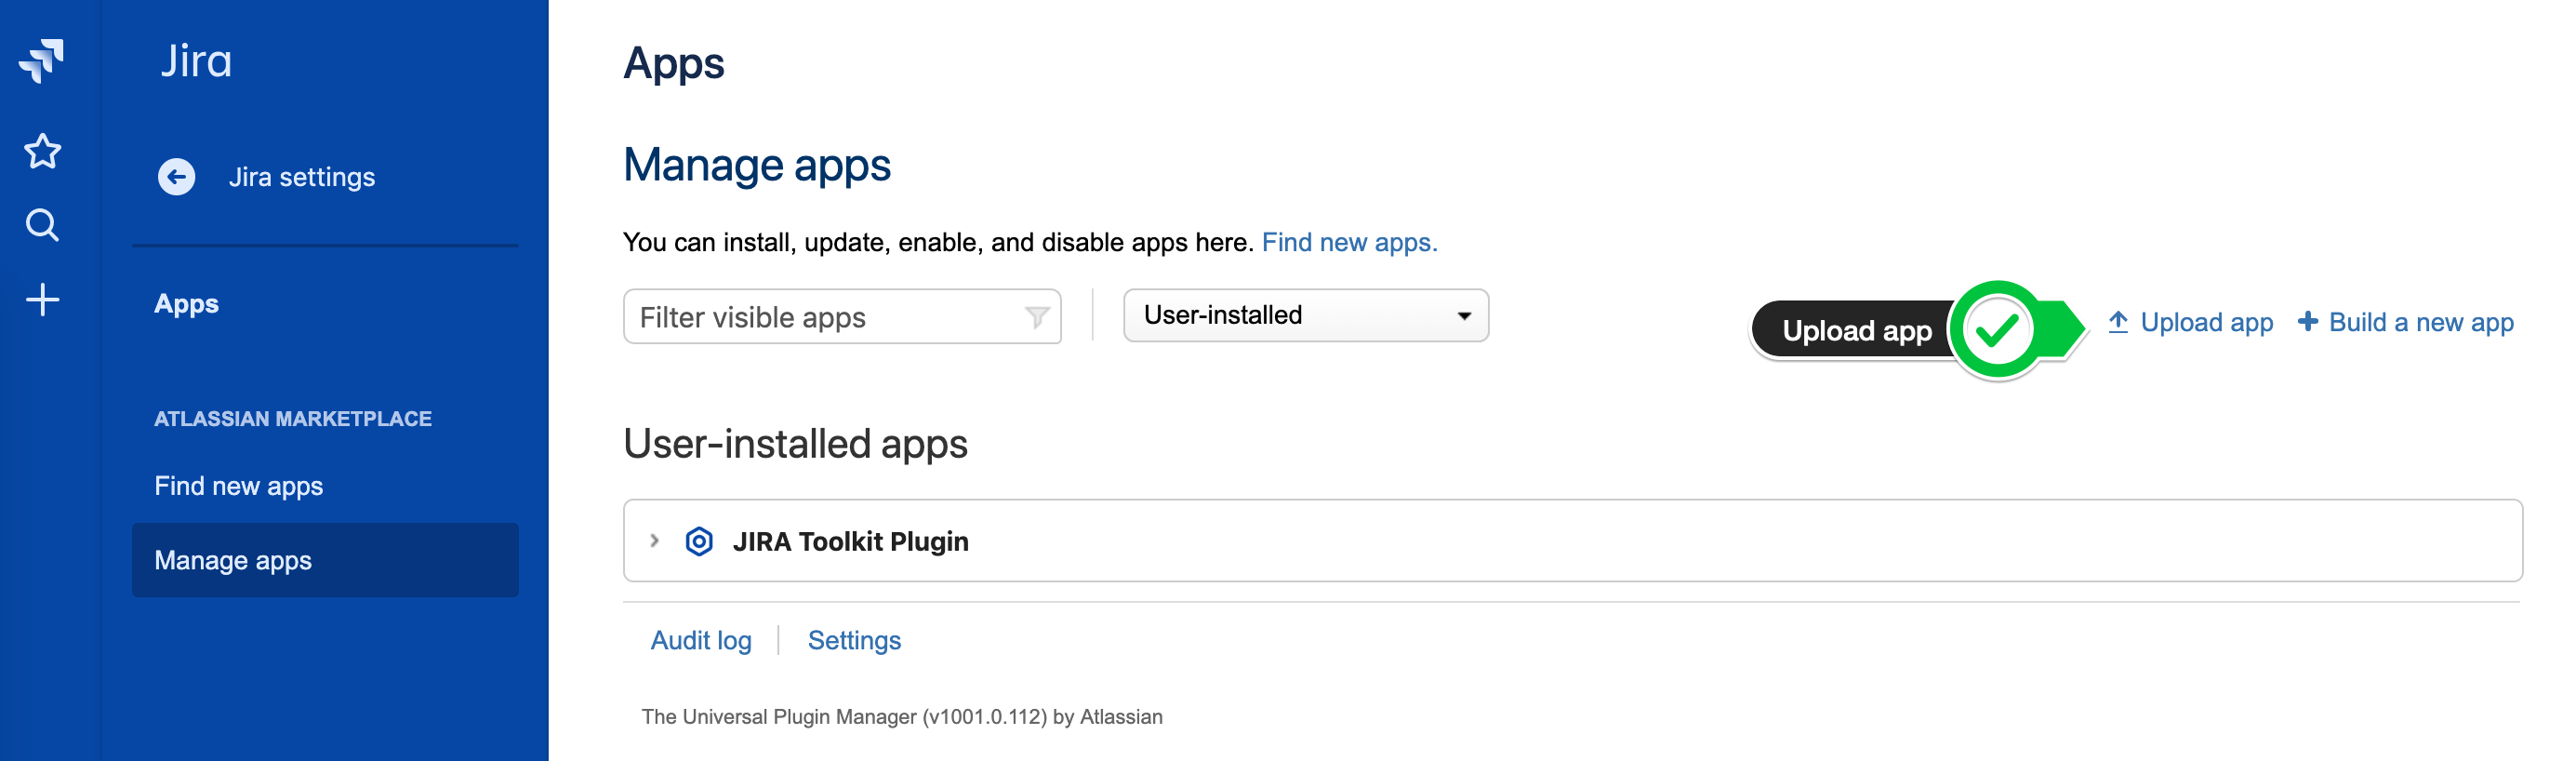 Jira
Jira settings
Apps
ATLASSIAN MARKETPLACE
Find new apps
Manage apps
Apps
Manage apps
You can install, update, enable, and disable apps here. Find new apps.
Filter visible apps
User-installed
Upload app
Upload app
Build a new app
User-installed apps
JIRA Toolkit Plugin
Audit log
Settings
The Universal Plugin Manager (v1001.0.112) by Atlassian